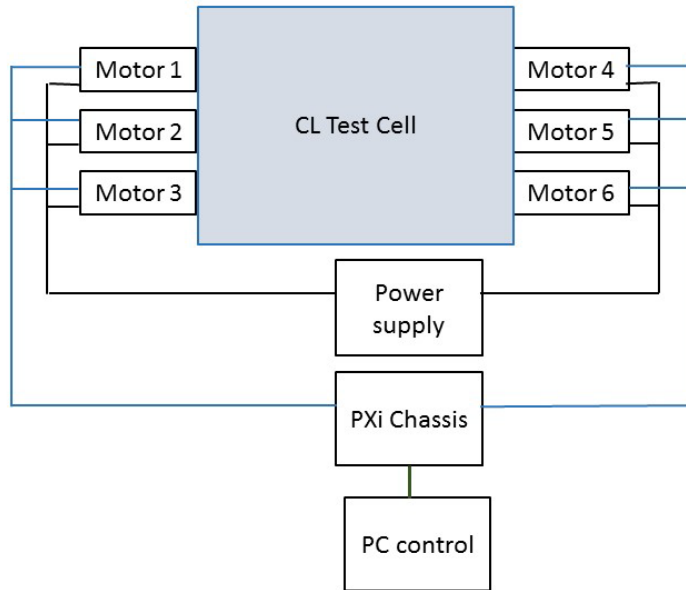 Motor 1
Motor 4
Motor 2
CL Test Cell
Motor 5
Motor 3
Motor 6
Power
supply
PXi Chassis
PC control